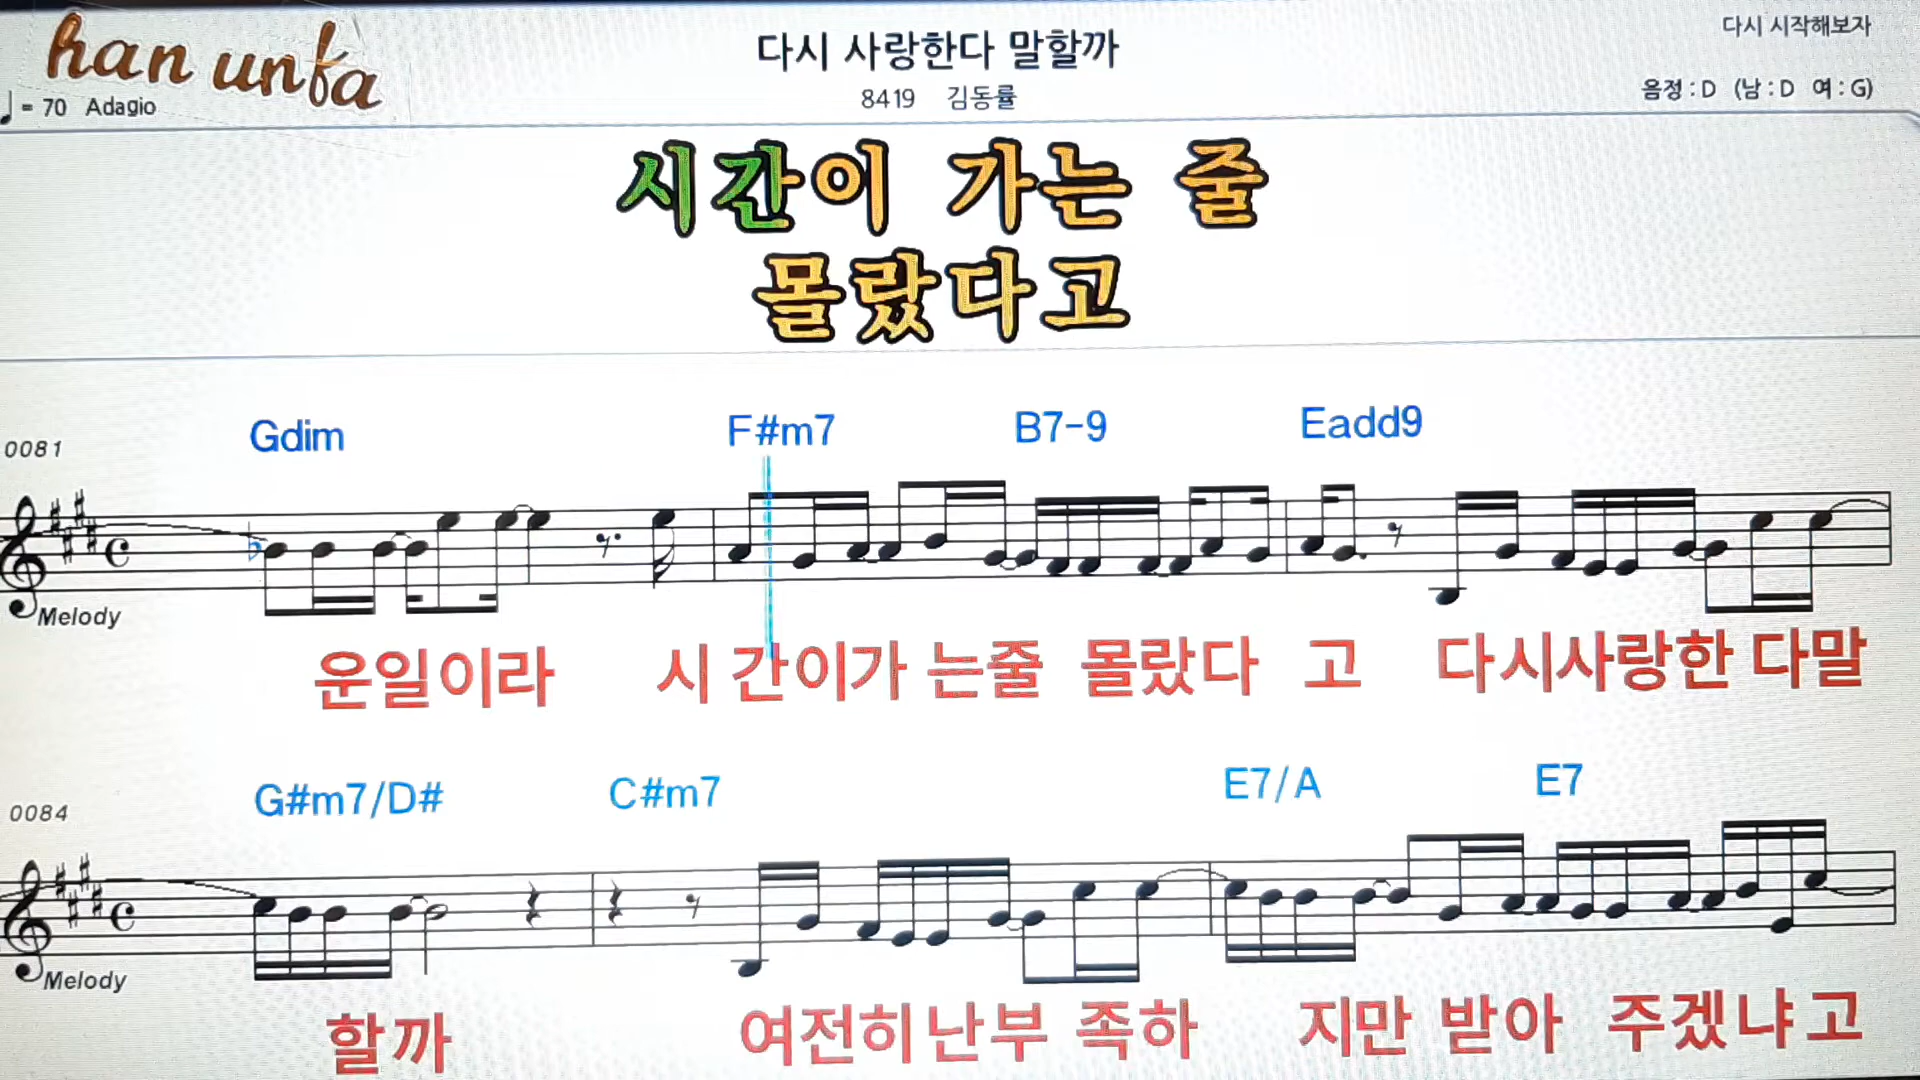 han unfa
다시 시작해보자
다시 사랑한다 말할까
= 70 Adagio
8419 김동률
음정 : D (남 : D 여 : G)
시간이 가는 줄
몰랐다고
Gdim F#m7 B7-9 Eadd9
0081
Melody
운일이라 시 간이가 는줄 몰랐다 고 다시사랑한 다말
G#m7/D# C#m7 E7/A E7
0084
Melody
할까 여전히난부 족하 지만 받아 주겠냐고